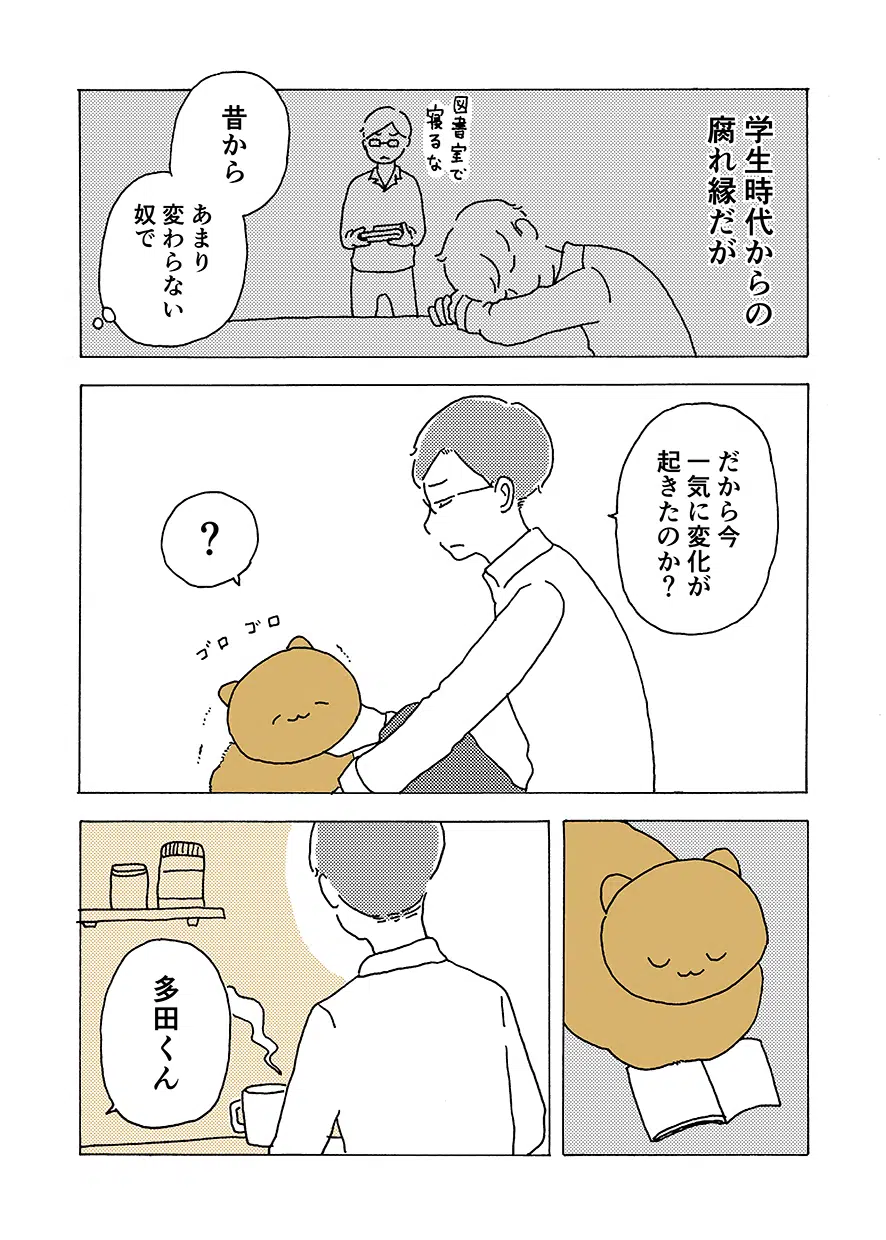 学生時代からの
腐れ縁だが
図書室で
寝るな
昔から
あまり
変わらない
奴で
だから今
一気に変化が
起きたのか？
？
ゴロゴロ
多田くん